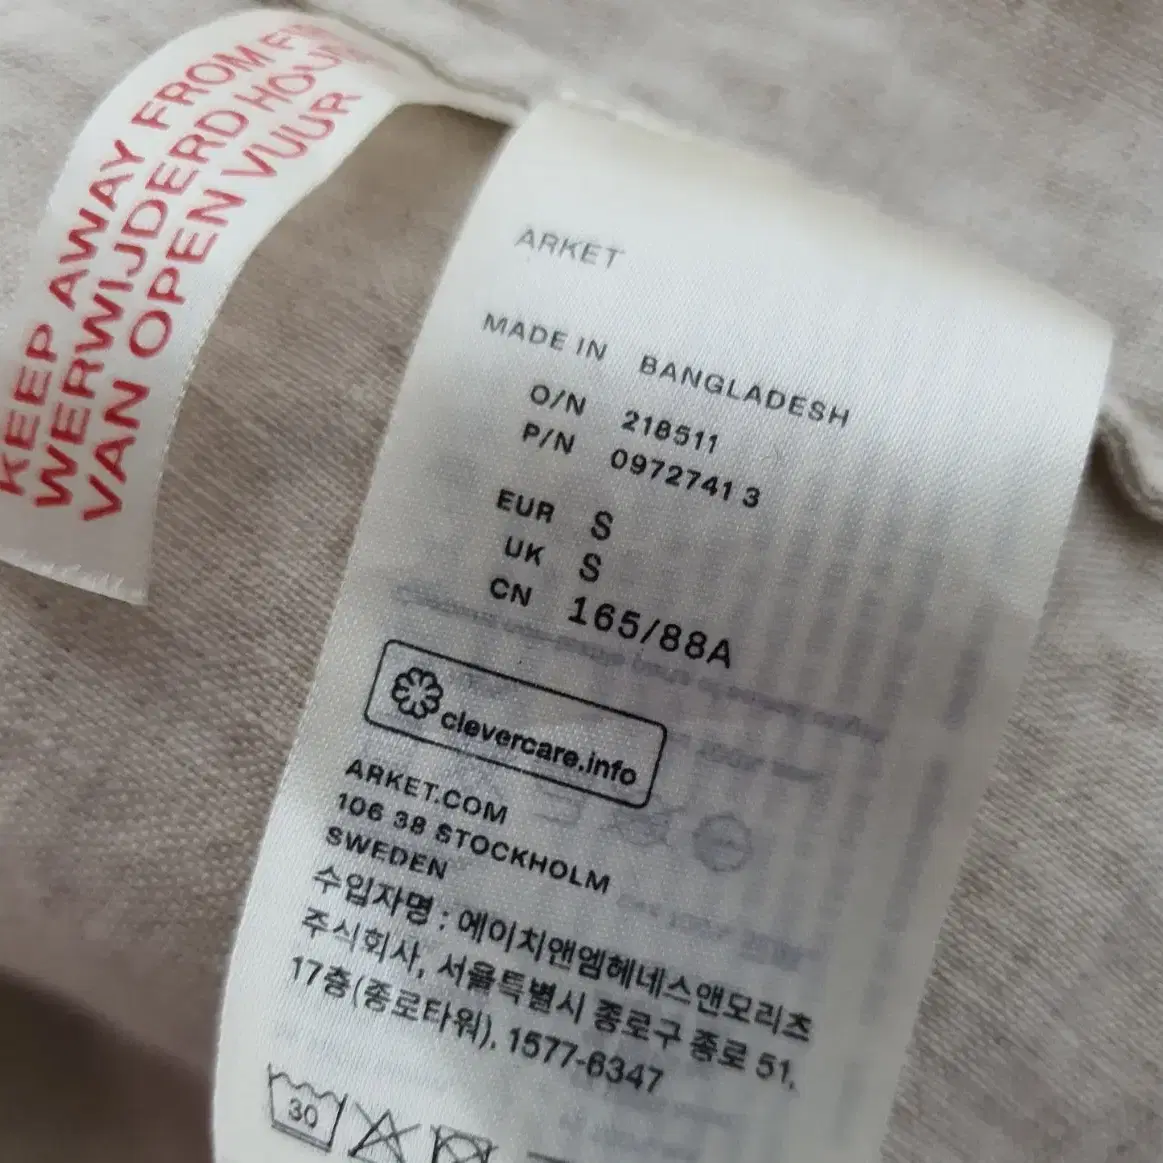 KEEP AWAY FROM
WERWIJDERD HOU
VAN OPEN VUUR
ARKET
MADE IN BANGLADESH
O/N 218511
P/N 09727413
EUR S
UK S
CN 165/88A
clevercare.info
ARKET.COM
106 38 STOCKHOLM
SWEDEN
수입자명 : 에이치앤엠헤네스앤모리츠
주식회사, 서울특별시 종로구 종로 51,
17층(종로타워), 1577-6347
30